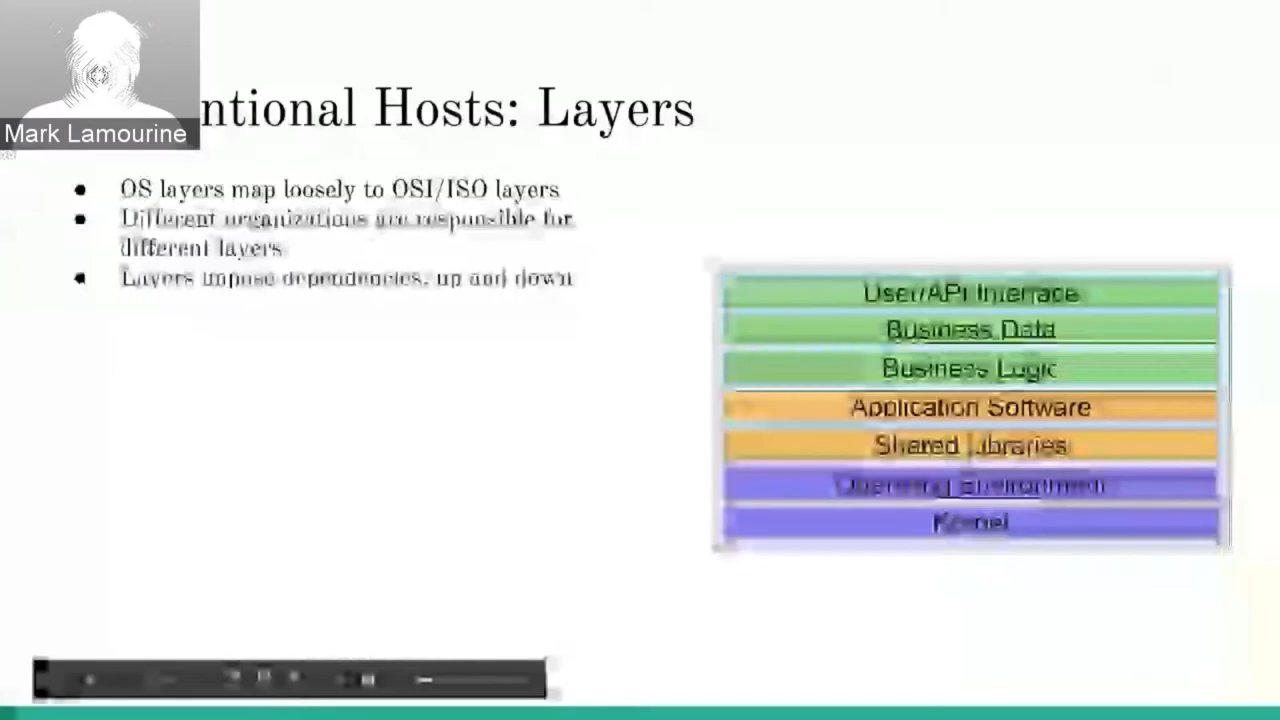 ntional Hosts: Layers
Mark Lamourine
OS layers map loosely to OSI/ISO layers
Different organizations are responsible for
different layers
Layers impose dependencies, up and down
User/API Interface
Business Data
Business Logic
Application Software
Shared Libraries
Operating Environment
Kernel